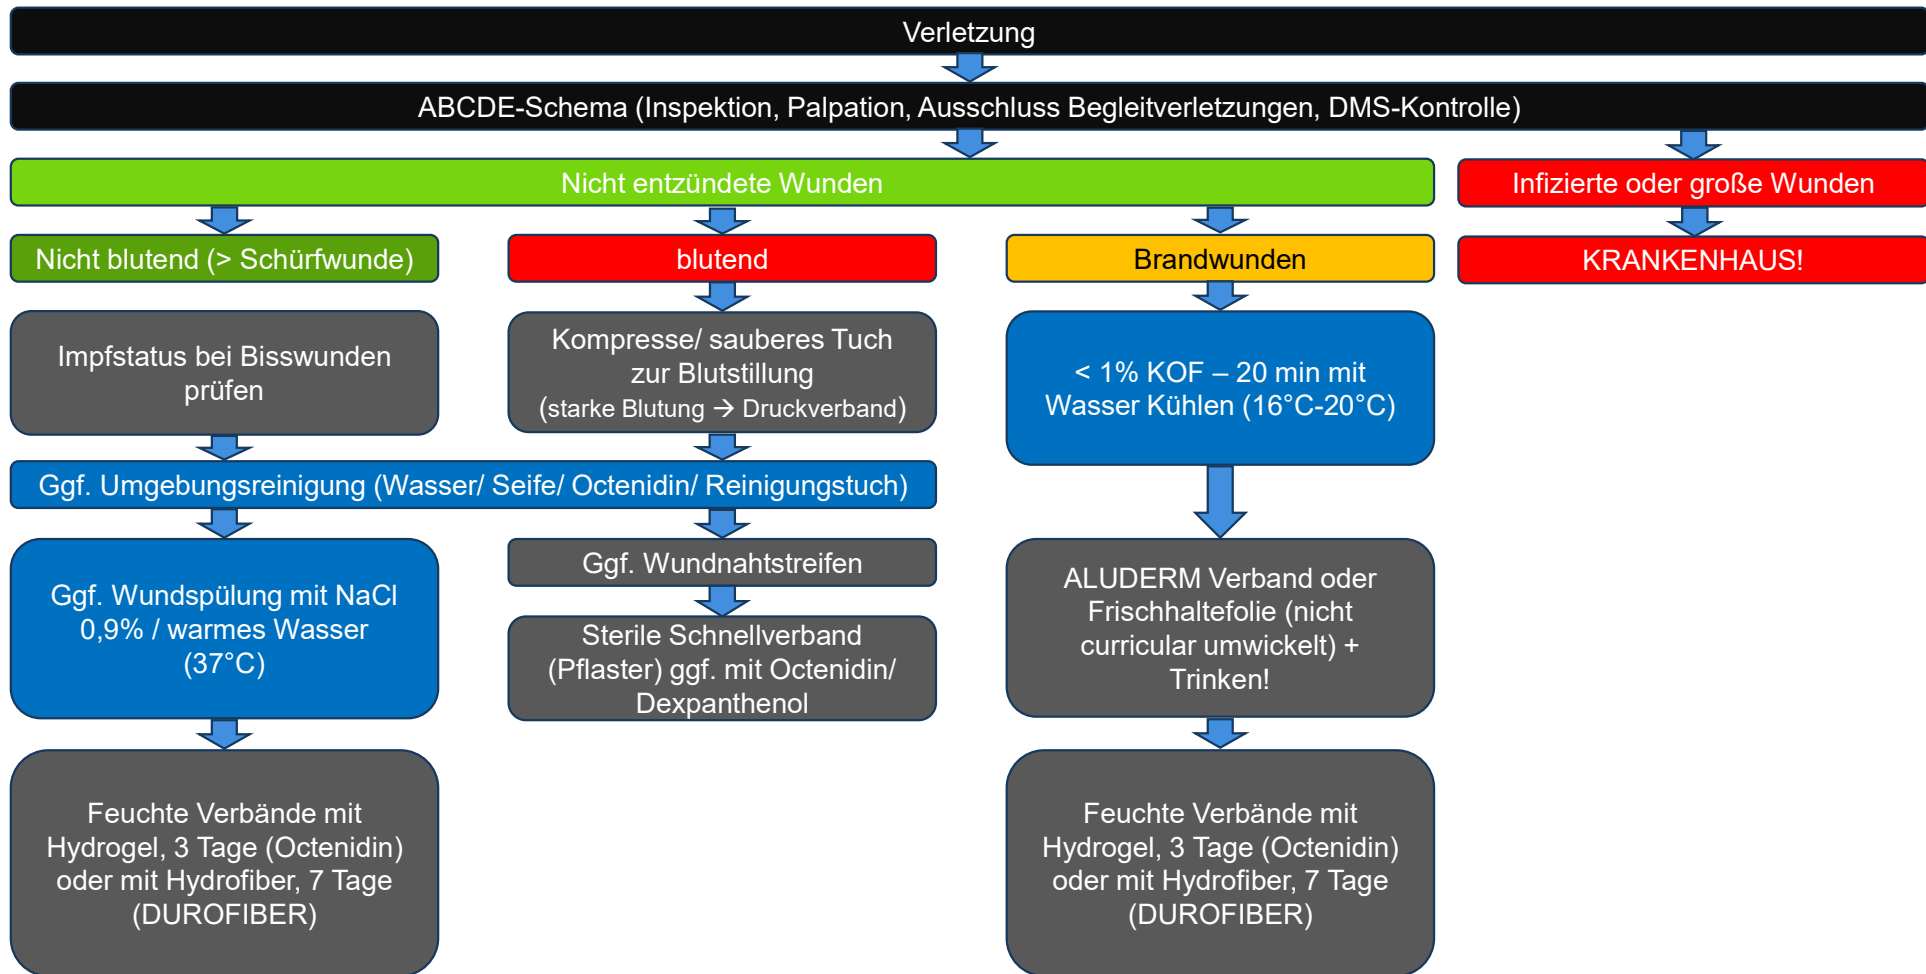 Verletzung
ABCDE-Schema (Inspektion, Palpation, Ausschluss Begleitverletzungen, DMS-Kontrolle)
Nicht entzündete Wunden
Infizierte oder große Wunden
Nicht blutend (> Schürfwunde)
blutend
Brandwunden
KRANKENHAUS!
Impfstatus bei Bisswunden
prüfen
Kompresse/ sauberes Tuch
zur Blutstillung
(starke Blutung → Druckverband)
< 1% KOF – 20 min mit
Wasser Kühlen (16°C-20°C)
Ggf. Umgebungsreinigung (Wasser/ Seife/ Octenidin/ Reinigungstuch)
Ggf. Wundspülung mit NaCl
0,9% / warmes Wasser
(37°C)
Ggf. Wundnahtstreifen
Sterile Schnellverband
(Pflaster) ggf. mit Octenidin/
Dexpanthenol
ALUDERM Verband oder
Frischhaltefolie (nicht
curricular umwickelt) +
Trinken!
Feuchte Verbände mit
Hydrogel, 3 Tage (Octenidin)
oder mit Hydrofiber, 7 Tage
(DUROFIBER)
Feuchte Verbände mit
Hydrogel, 3 Tage (Octenidin)
oder mit Hydrofiber, 7 Tage
(DUROFIBER)